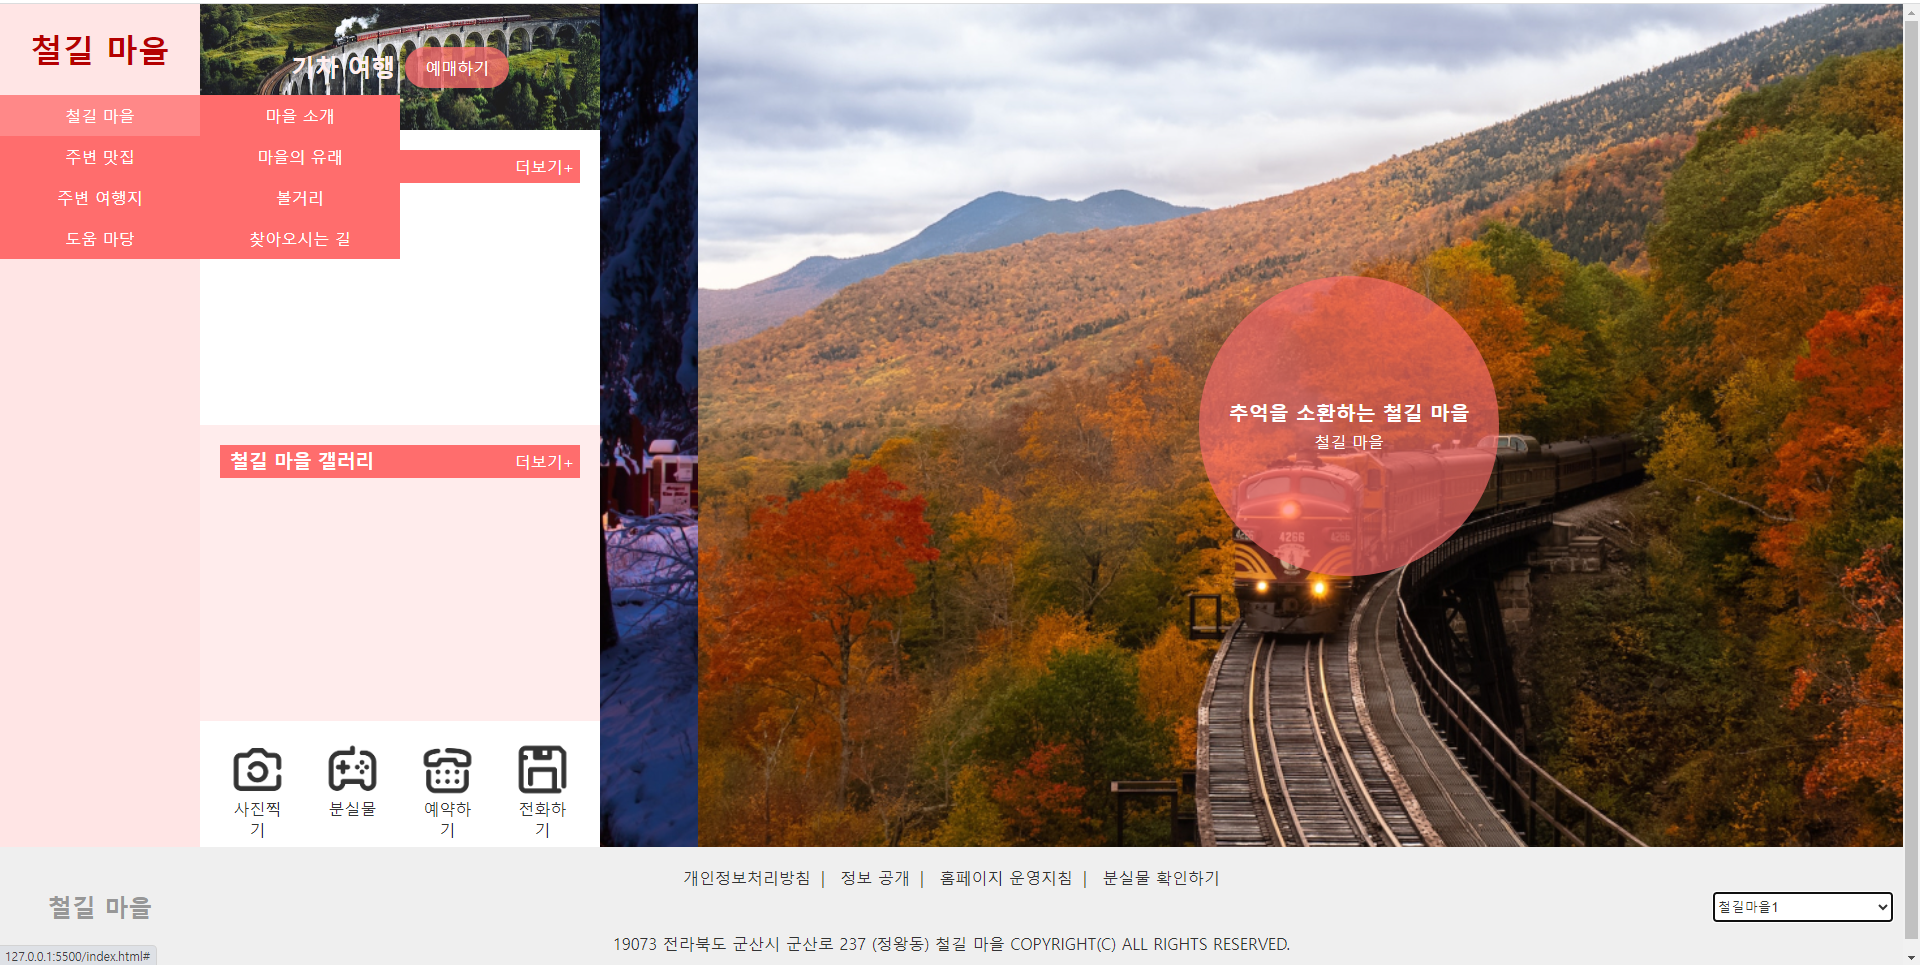 철길 마을
기차 여행 예매하기
철길 마을
주변 맛집
주변 여행지
도움 마당
마을 소개
마을의 유래
볼거리
찾아오시는 길
더보기+
철길 마을 갤러리 더보기+
사진찍
기
분실물
예약하
기
전화하
기
추억을 소환하는 철길 마을
철길 마을
4266 4266 4266
철길 마을
개인정보처리방침 | 정보 공개 | 홈페이지 운영지침 | 분실물 확인하기
19073 전라북도 군산시 군산로 237 (정왕동) 철길 마을 COPYRIGHT(C) ALL RIGHTS RESERVED.
철길마을1
127.0.0.1:5500/index.html#